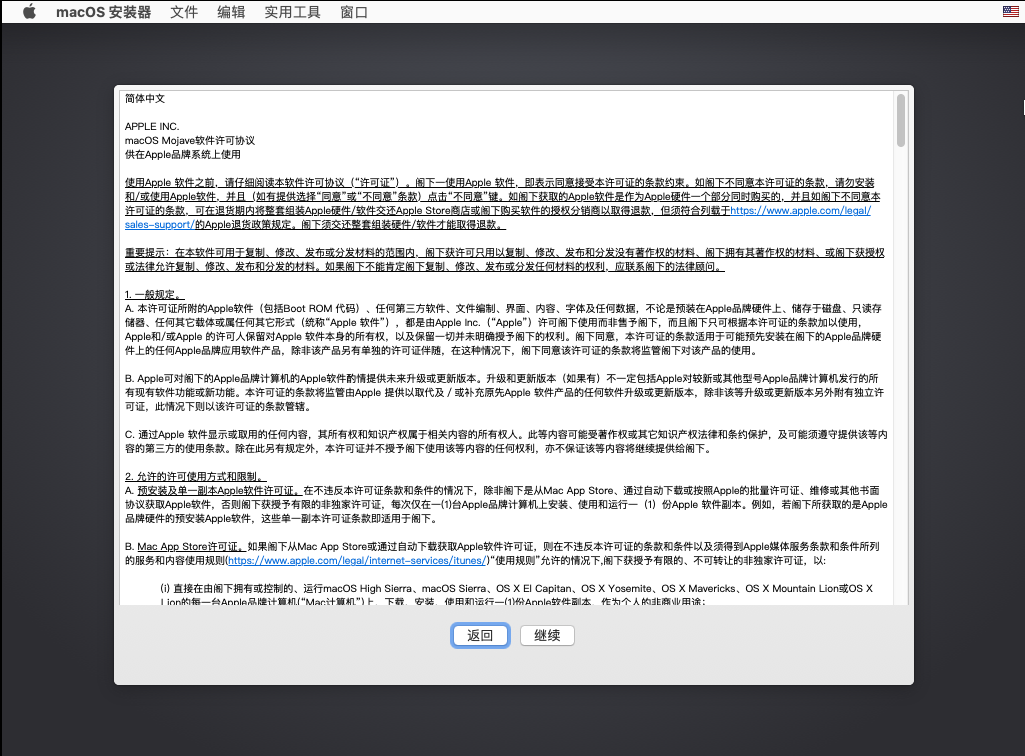 macOS 安装器 文件 编辑 实用工具 窗口
简体中文
APPLE INC.
macOS Mojave软件许可协议
供在Apple品牌系统上使用
使用Apple 软件之前，请仔细阅读本软件许可协议（“许可证”）。阁下一使用Apple 软件，即表示同意接受本许可证的条款约束。如阁下不同意本许可证的条款，请勿安装
和/或使用Apple软件，并且（如有提供选择“同意”或“不同意”条款）点击“不同意”键。如阁下获取的Apple软件是作为Apple硬件一个部分同时购买的，并且如阁下不同意本
许可证的条款，可在退货期内将整套组装Apple硬件/软件交还Apple Store商店或阁下购买软件的授权分销商以取得退款，但须符合列载于https://www.apple.com/legal/
sales-support/的Apple退货政策规定。阁下须交还整套组装硬件/软件才能取得退款。
重要提示：在本软件可用于复制、修改、发布或分发材料的范围内，阁下获许可只用以复制、修改、发布和分发没有著作权的材料、阁下拥有其著作权的材料、或阁下获授权
或法律允许复制、修改、发布和分发的材料。如果阁下不能肯定阁下复制、修改、发布或分发任何材料的权利，应联系阁下的法律顾问。
1. 一般规定。
A. 本许可证所附的Apple软件（包括Boot ROM 代码）、任何第三方软件、文件编制、界面、内容、字体及任何数据，不论是预装在Apple品牌硬件上、储存于磁盘、只读存
储器、任何其它载体或属任何其它形式（统称“Apple 软件”），都是由Apple Inc.（“Apple”）许可阁下使用而非售予阁下，而且阁下只可根据本许可证的条款加以使用，
Apple和/或Apple 的许可人保留对Apple 软件本身的所有权，以及保留一切并未明确授予阁下的权利。阁下同意，本许可证的条款适用于可能预先安装在阁下的Apple品牌硬
件上的任何Apple品牌应用软件产品，除非该产品另有单独的许可证伴随，在这种情况下，阁下同意该许可证的条款将监管阁下对该产品的使用。
B. Apple可对阁下的Apple品牌计算机的Apple软件酌情提供未来升级或更新版本。升级和更新版本（如果有）不一定包括Apple对较新或其他型号Apple品牌计算机发行的所
有现有软件功能或新功能。本许可证的条款将监管由Apple 提供以取代及 / 或补充原先Apple 软件产品的任何软件升级或更新版本，除非该等升级或更新版本另外附有独立许
可证，此情况下则以该许可证的条款管辖。
C. 通过Apple 软件显示或取用的任何内容，其所有权和知识产权属于相关内容的所有权人。此等内容可能受著作权或其它知识产权法律和条约保护，及可能须遵守提供该等内
容的第三方的使用条款。除在此另有规定外，本许可证并不授予阁下使用该等内容的任何权利，亦不保证该等内容将继续提供给阁下。
2. 允许的许可使用方式和限制。
A. 预安装及单一副本Apple软件许可证。在不违反本许可证条款和条件的情况下，除非阁下是从Mac App Store、通过自动下载或按照Apple的批量许可证、维修或其他书面
协议获取Apple软件，否则阁下获授予有限的非独家许可证，每次仅在一(1)台Apple品牌计算机上安装、使用和运行一（1）份Apple 软件副本。例如，若阁下所获取的是Apple
品牌硬件的预安装Apple软件，这些单一副本许可证条款即适用于阁下。
B. Mac App Store许可证。如果阁下从Mac App Store或通过自动下载获取Apple软件许可证，则在不违反本许可证的条款和条件以及须得到Apple媒体服务条款和条件所列
的服务和内容使用规则(https://www.apple.com/legal/internet-services/itunes/)“使用规则”允许的情况下,阁下获授予有限的、不可转让的非独家许可证，以:
(i) 直接在由阁下拥有或控制的、运行macOS High Sierra、macOS Sierra、OS X El Capitan、OS X Yosemite、OS X Mavericks、OS X Mountain Lion或OS X
Lion的每一台Apple品牌计算机(“Mac计算机”)上，下载、安装、使用和运行一(1)份Apple软件副本，作为个人的非商业用途；
返回 继续